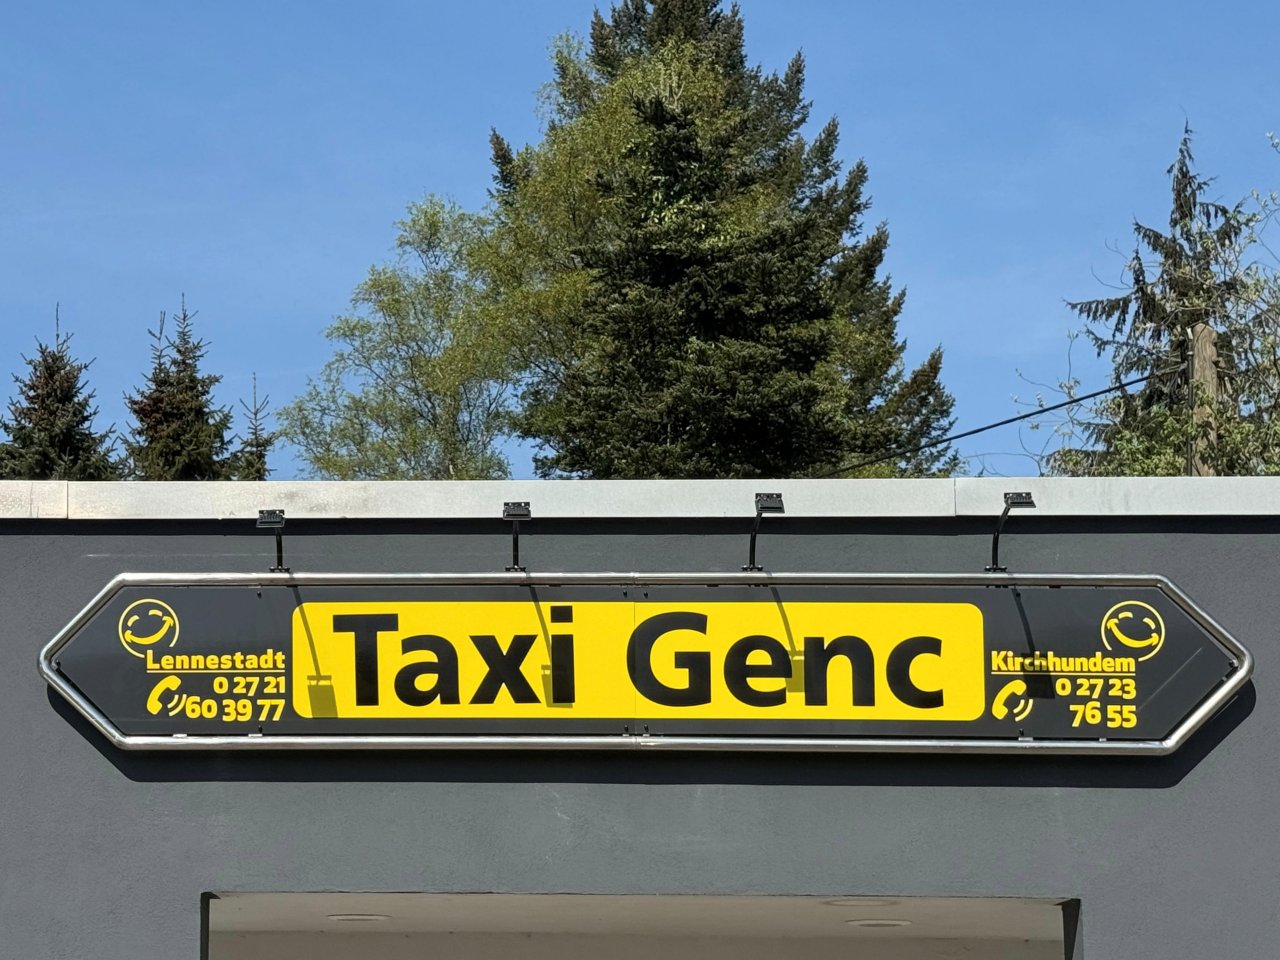 Lennestadt
0 27 21
60 39 77
Taxi Genc
Kirchhundem
0 27 23
76 55